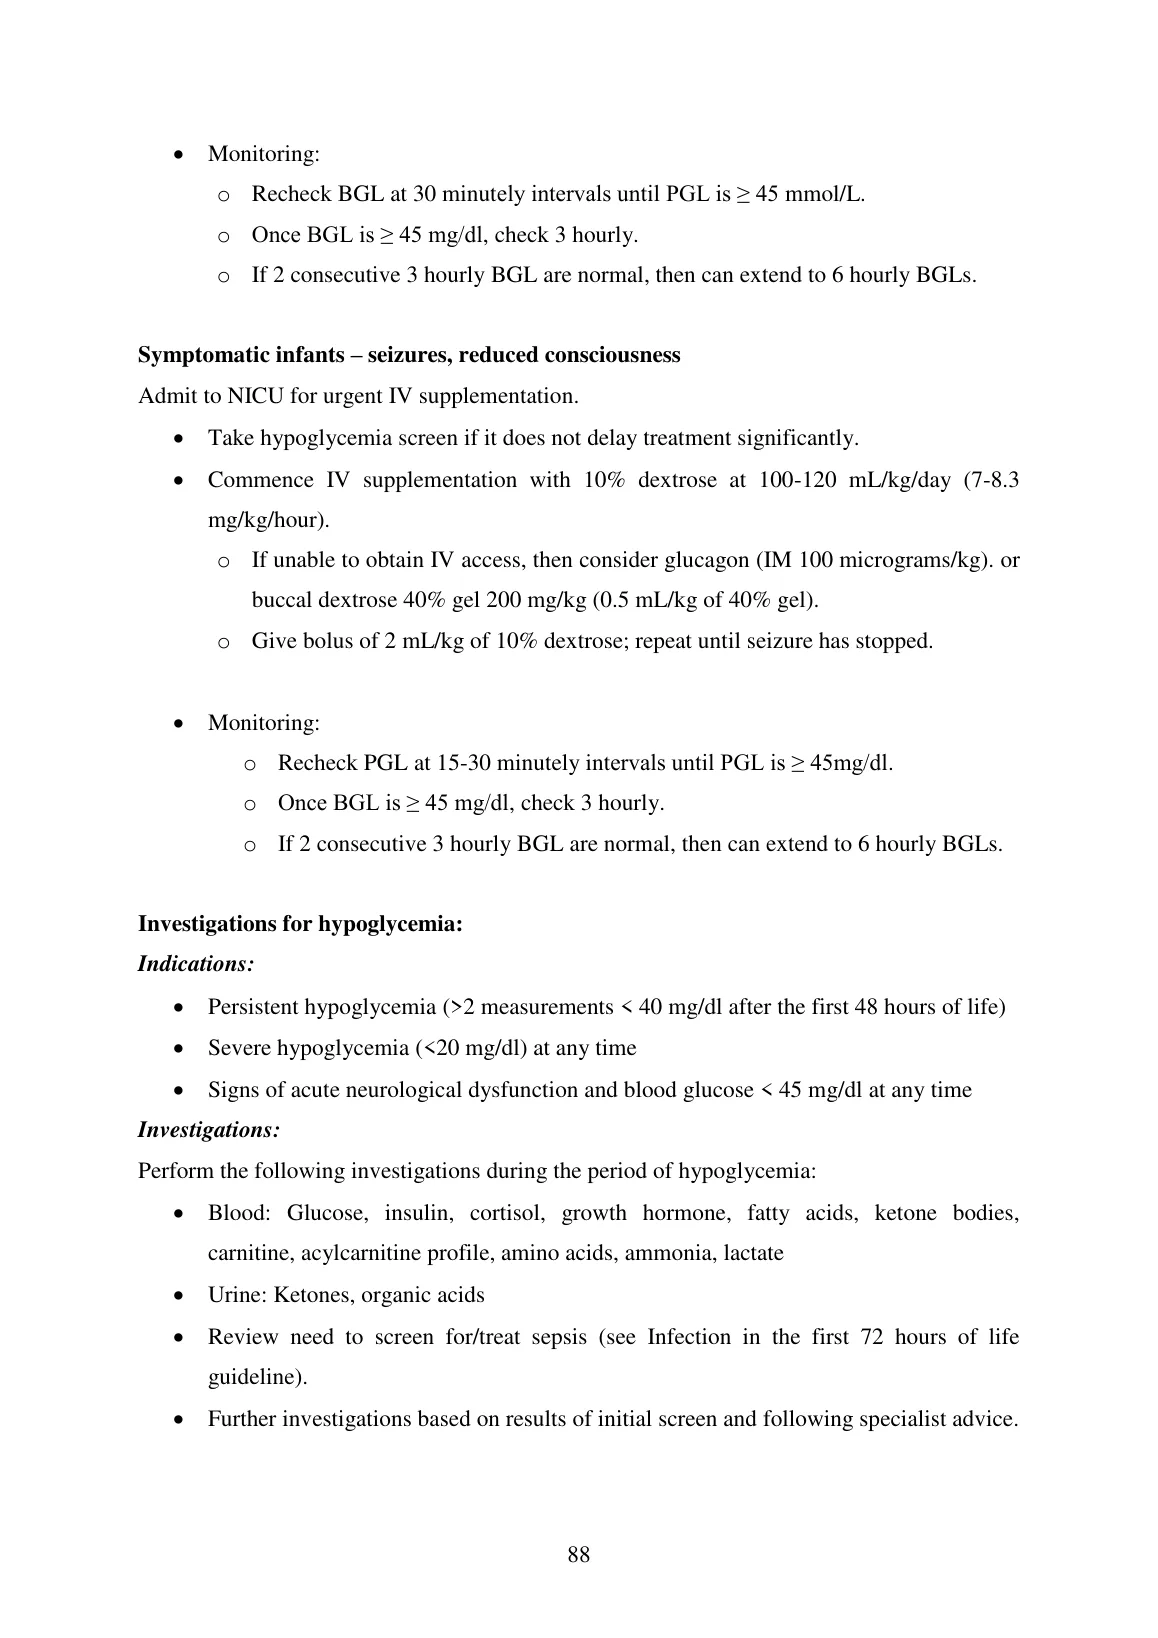 • Monitoring:
o Recheck BGL at 30 minutely intervals until PGL is ≥ 45 mmol/L.
o Once BGL is ≥ 45 mg/dl, check 3 hourly.
o If 2 consecutive 3 hourly BGL are normal, then can extend to 6 hourly BGLs.
Symptomatic infants – seizures, reduced consciousness
Admit to NICU for urgent IV supplementation.
• Take hypoglycemia screen if it does not delay treatment significantly.
• Commence IV supplementation with 10% dextrose at 100-120 mL/kg/day (7-8.3
mg/kg/hour).
o If unable to obtain IV access, then consider glucagon (IM 100 micrograms/kg). or
buccal dextrose 40% gel 200 mg/kg (0.5 mL/kg of 40% gel).
o Give bolus of 2 mL/kg of 10% dextrose; repeat until seizure has stopped.
• Monitoring:
o Recheck PGL at 15-30 minutely intervals until PGL is ≥ 45mg/dl.
o Once BGL is ≥ 45 mg/dl, check 3 hourly.
o If 2 consecutive 3 hourly BGL are normal, then can extend to 6 hourly BGLs.
Investigations for hypoglycemia:
Indications:
• Persistent hypoglycemia (>2 measurements < 40 mg/dl after the first 48 hours of life)
• Severe hypoglycemia (<20 mg/dl) at any time
• Signs of acute neurological dysfunction and blood glucose < 45 mg/dl at any time
Investigations:
Perform the following investigations during the period of hypoglycemia:
• Blood: Glucose, insulin, cortisol, growth hormone, fatty acids, ketone bodies,
carnitine, acylcarnitine profile, amino acids, ammonia, lactate
• Urine: Ketones, organic acids
• Review need to screen for/treat sepsis (see Infection in the first 72 hours of life
guideline).
• Further investigations based on results of initial screen and following specialist advice.
88